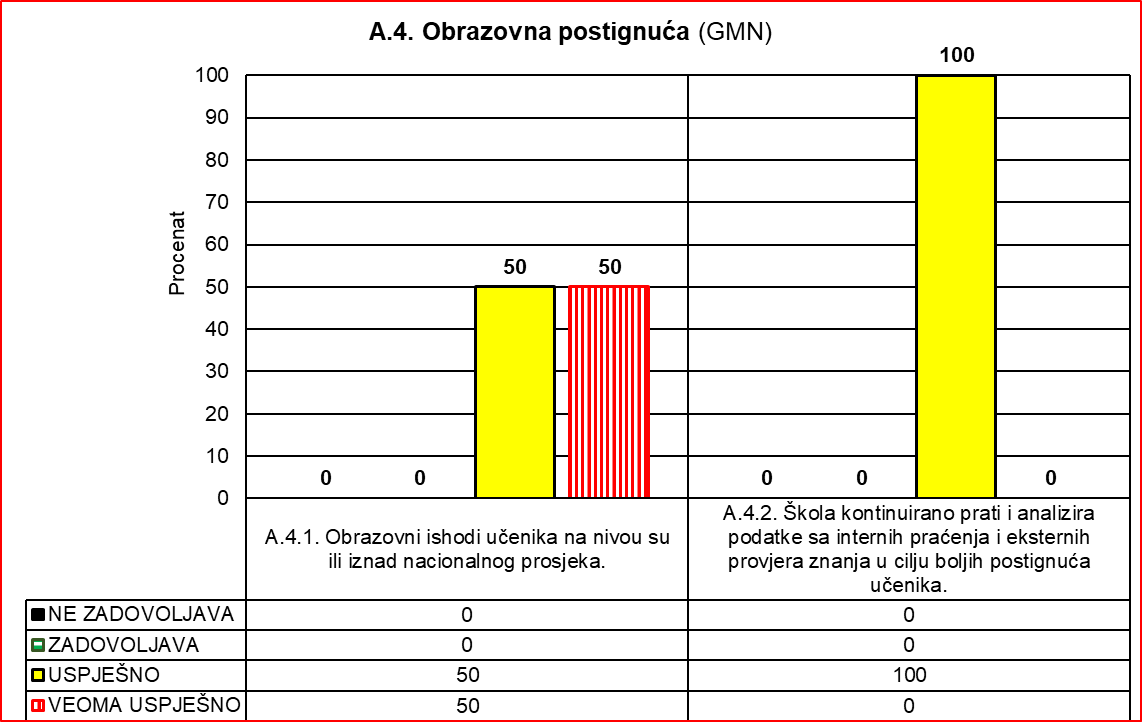 A.4. Obrazovna postignuća (GMN)
100
100
90
80
70
60
50
40
30
20
10
0
Procenat
50
50
0
0
0
0
0
A.4.1. Obrazovni ishodi učenika na nivou su
ili iznad nacionalnog prosjeka.
A.4.2. Škola kontinuirano prati i analizira
podatke sa internih praćenja i eksternih
provjera znanja u cilju boljih postignuća
učenika.
NE ZADOVOLJAVA 0 0
ZADOVOLJAVA 0 0
USPJEŠNO 50 100
VEOMA USPJEŠNO 50 0